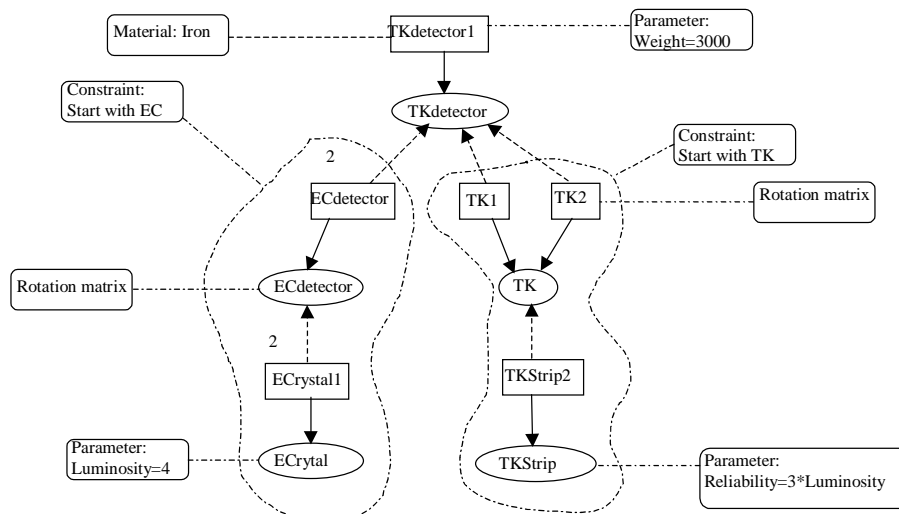 Material: Iron
TKdetector1
Parameter:
Weight=3000
Constraint:
Start with EC
TKdetector
Constraint:
Start with TK
2
ECdetector
TK1
TK2
Rotation matrix
Rotation matrix
ECdetector
TK
2
ECrystal1
TKStrip2
Parameter:
Luminosity=4
ECrytal
TKStrip
Parameter:
Reliability=3*Luminosity